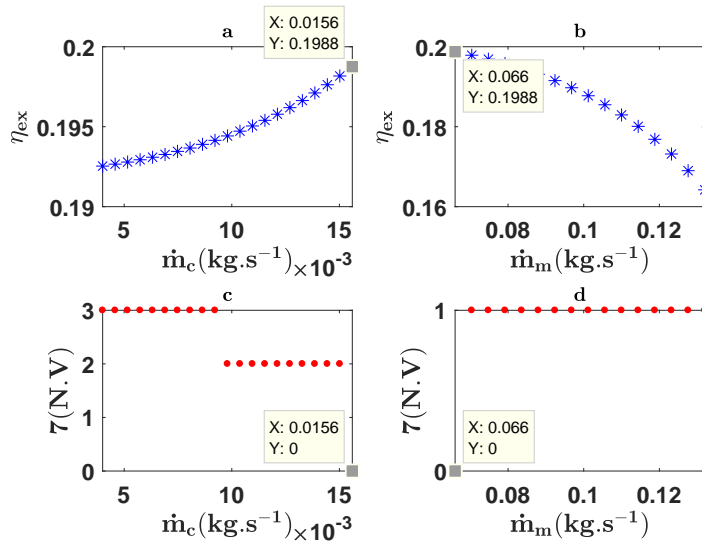 a
X: 0.0156
Y: 0.1988
0.2
0.195
0.19
η_ex
5
10
15
ṁ_c(kg.s⁻¹)
×10⁻³
b
X: 0.066
Y: 0.1988
0.2
0.18
0.16
η_ex
0.08
0.1
0.12
ṁ_m(kg.s⁻¹)
c
3
2
1
0
7(N.V)
X: 0.0156
Y: 0
5
10
15
ṁ_c(kg.s⁻¹)
×10⁻³
d
1
0
7(N.V)
X: 0.066
Y: 0
0.08
0.1
0.12
ṁ_m(kg.s⁻¹)